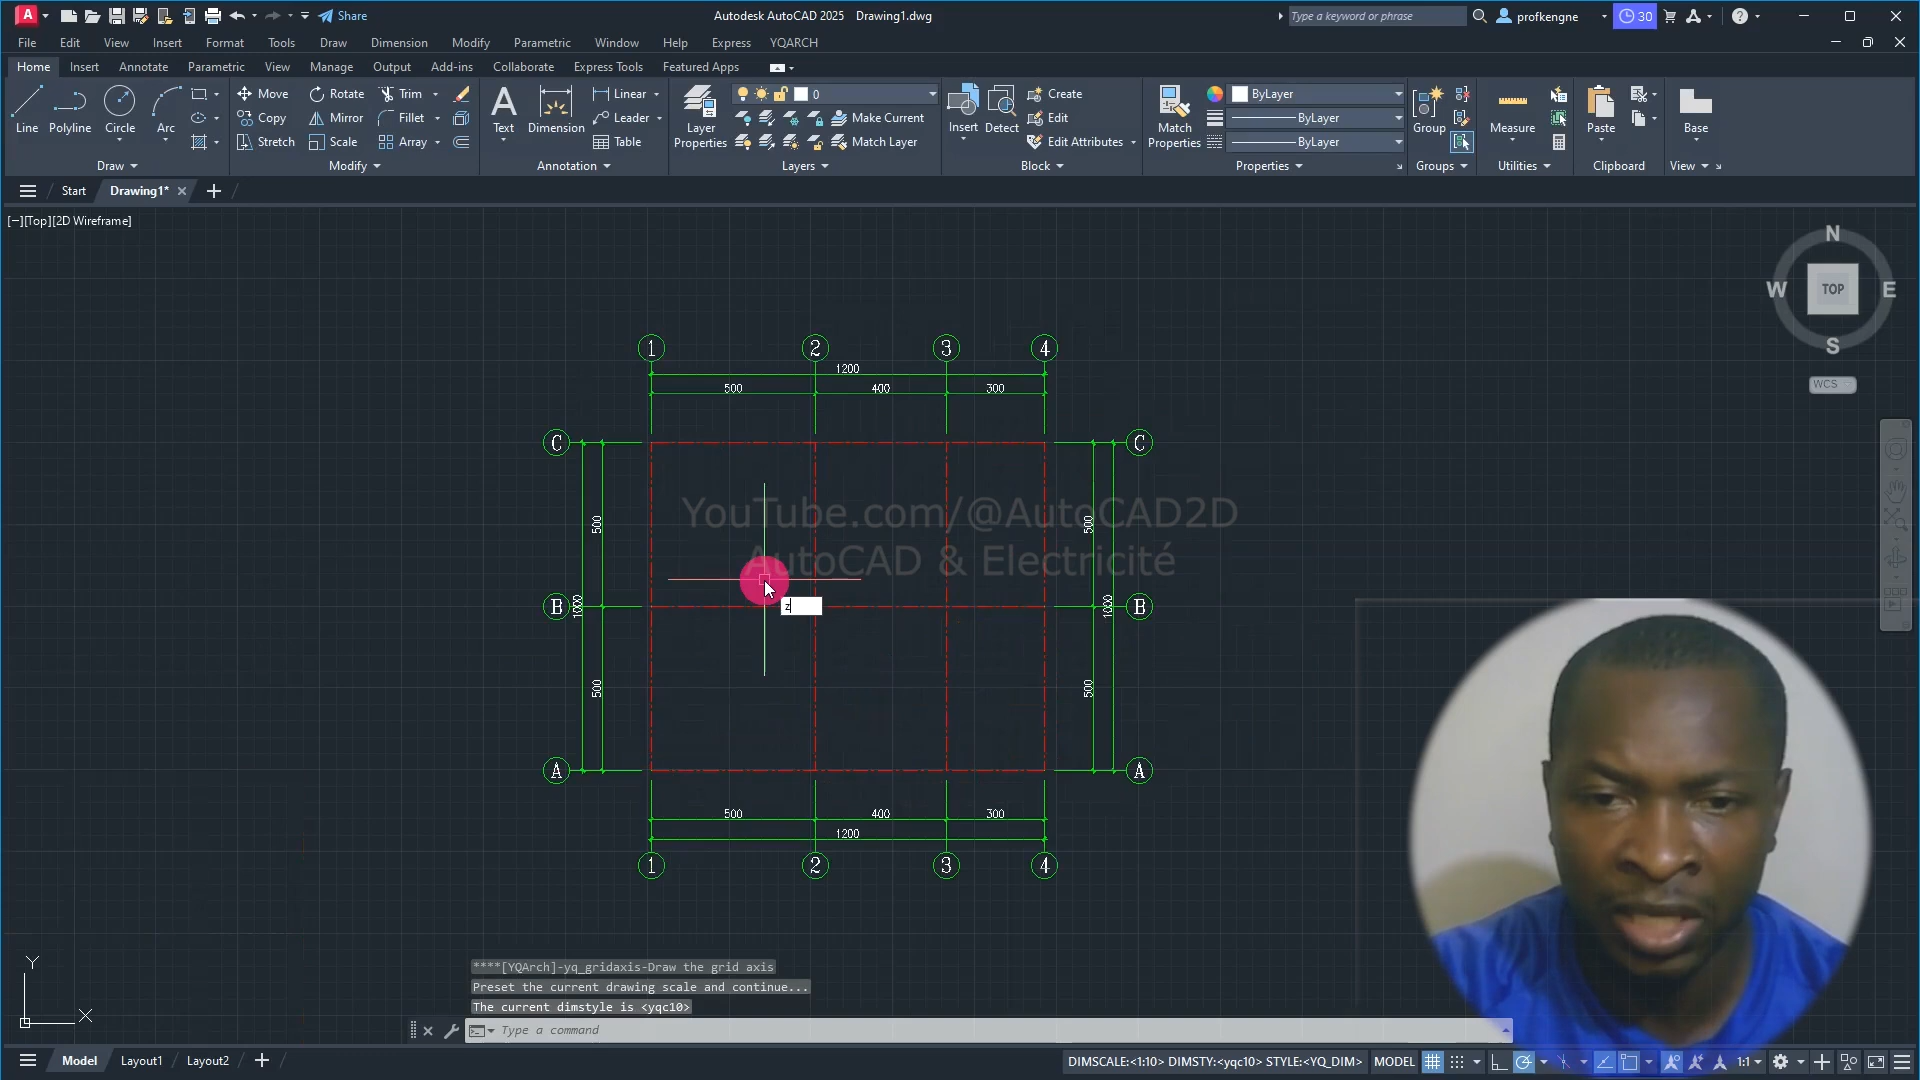 Share
Autodesk AutoCAD 2025 Drawing1.dwg
Type a keyword or phrase
profkengne
30
File Edit View Insert Format Tools Draw Dimension Modify Parametric Window Help Express YQARCH
Home Insert Annotate Parametric View Manage Output Add-ins Collaborate Express Tools Featured Apps
Line Polyline Circle Arc
Draw
Move Rotate Trim
Copy Mirror Fillet
Stretch Scale Array
Modify
Text Dimension
Linear
Leader
Table
Annotation
Layer Properties
0
Make Current
Match Layer
Layers
Insert Detect
Create
Edit
Edit Attributes
Block
Match Properties
ByLayer
ByLayer
ByLayer
Properties
Group
Groups
Measure
Utilities
Paste
Clipboard
Base
View
Start Drawing1*
[−][Top][2D Wireframe]
N
W TOP E
S
WCS
1 2 3 4
1200
500 400 300
C C
500 500
YouTube.com/@AutoCAD2D
AutoCAD & Electricité
z
B 1000 1000 B
500 500
A A
500 400 300
1200
1 2 3 4
Y
X
****[YQArch]-yq_gridaxis-Draw the grid axis
Preset the current drawing scale and continue...
The current dimstyle is <yqc10>
Type a command
Model Layout1 Layout2
DIMSCALE:<1:10> DIMSTY:<yqc10> STYLE:<YQ_DIM> MODEL
1:1